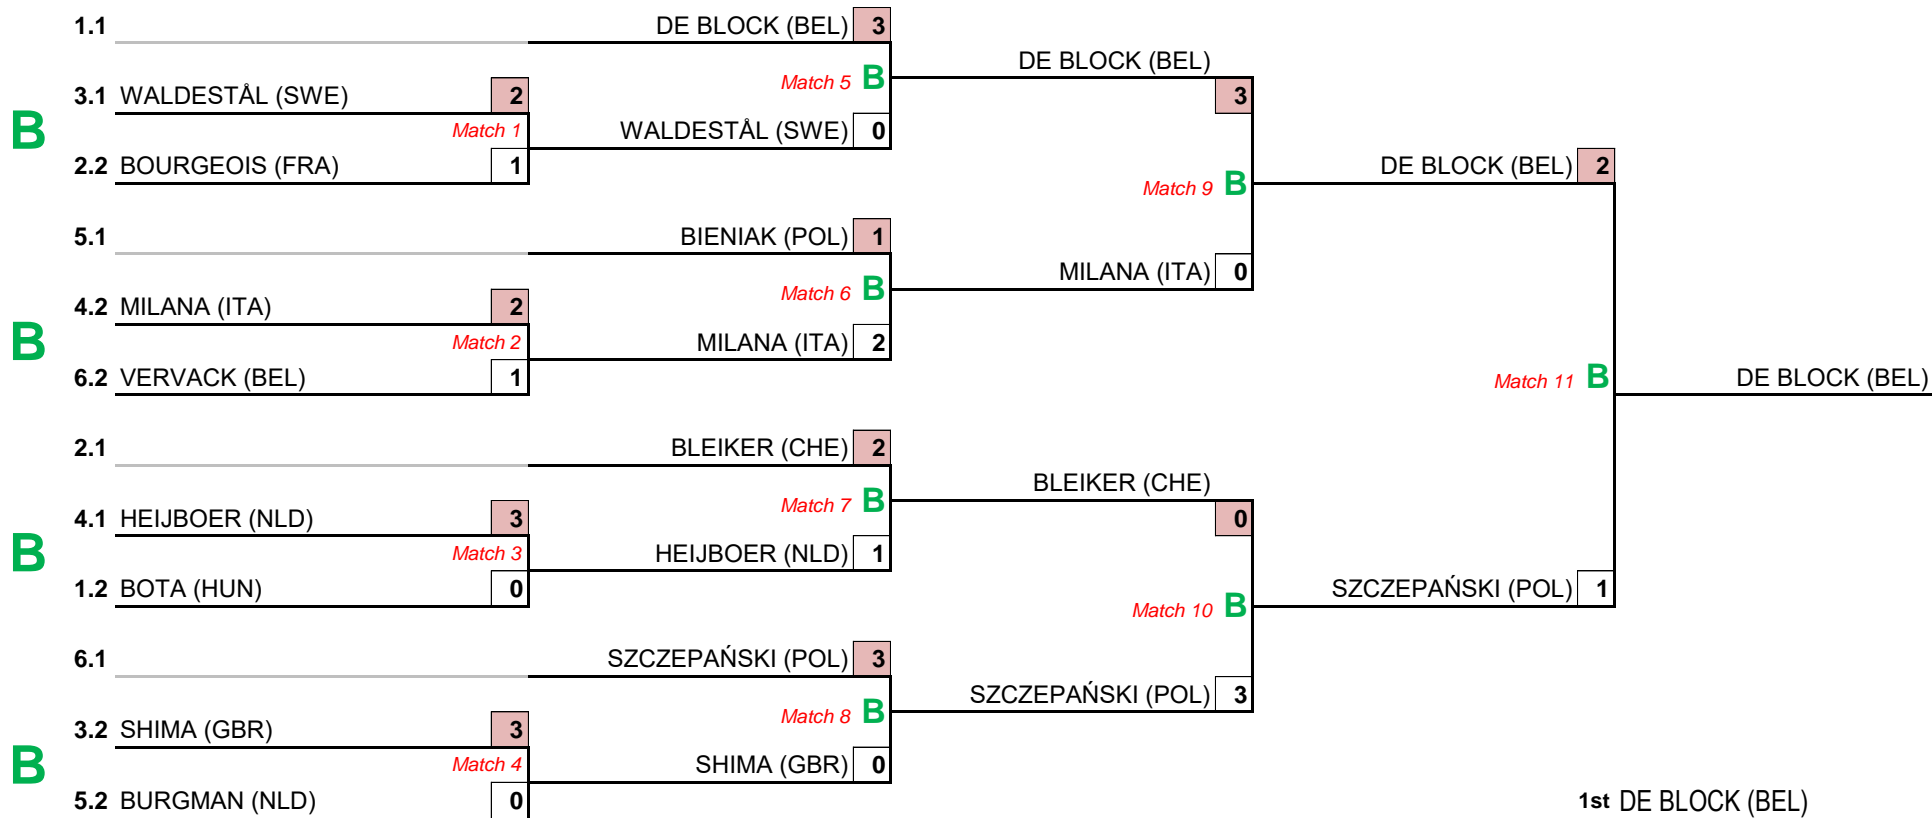 1.1 DE BLOCK (BEL) 3
DE BLOCK (BEL)
Match 5 B
3.1 WALDESTÅL (SWE) 2 3
B Match 1 WALDESTÅL (SWE) 0
2.2 BOURGEOIS (FRA) 1 DE BLOCK (BEL) 2
Match 9 B
5.1 BIENIAK (POL) 1
MILANA (ITA) 0
Match 6 B
4.2 MILANA (ITA) 2
B Match 2 MILANA (ITA) 2
6.2 VERVACK (BEL) 1 Match 11 B DE BLOCK (BEL)
2.1 BLEIKER (CHE) 2
BLEIKER (CHE)
Match 7 B
4.1 HEIJBOER (NLD) 3 0
B Match 3 HEIJBOER (NLD) 1
1.2 BOTA (HUN) 0 SZCZEPAŃSKI (POL) 1
Match 10 B
6.1 SZCZEPAŃSKI (POL) 3
SZCZEPAŃSKI (POL) 3
Match 8 B
3.2 SHIMA (GBR) 3
B Match 4 SHIMA (GBR) 0
5.2 BURGMAN (NLD) 0 1st DE BLOCK (BEL)